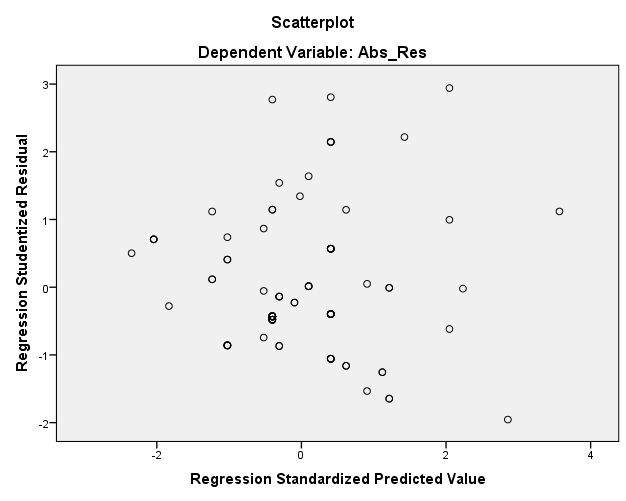 Scatterplot
Dependent Variable: Abs_Res
Regression Studentized Residual
3
2
1
0
-1
-2
-2
0
2
4
Regression Standardized Predicted Value